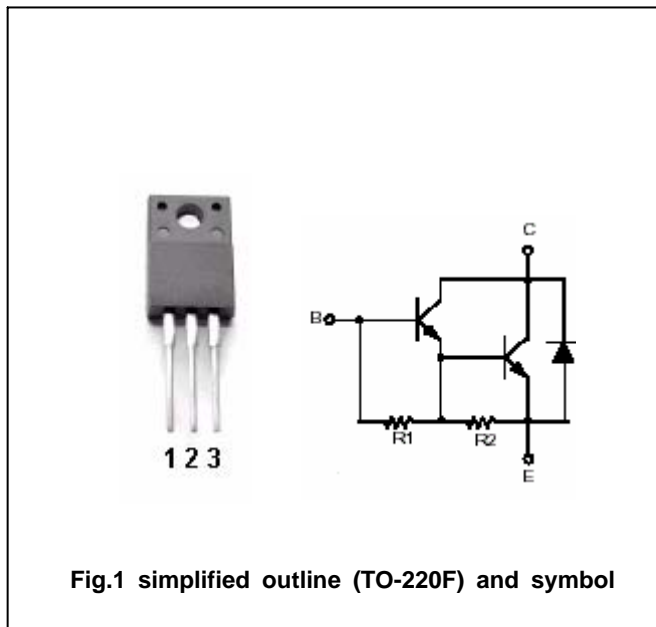 C
B
R1 R2
E
1 2 3
Fig.1 simplified outline (TO-220F) and symbol